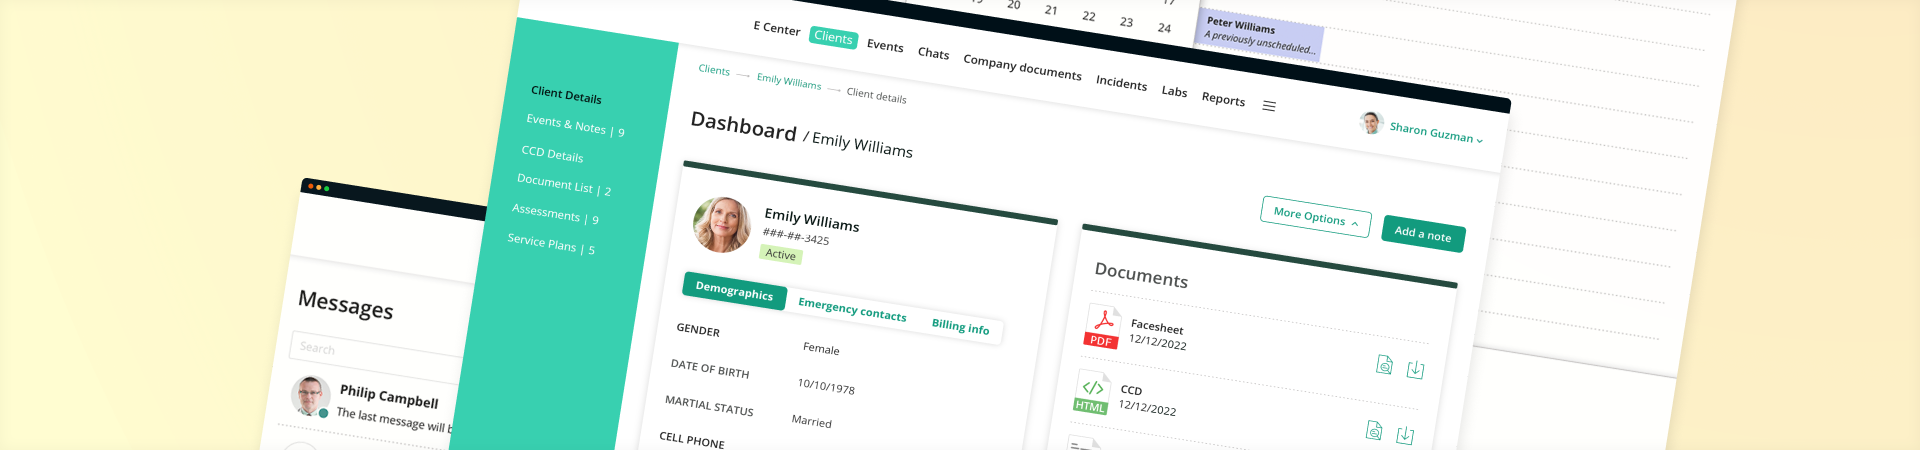 19 20 21 22 23 24
17
Peter Williams
A previously unscheduled...
E Center Clients Events Chats Company documents Incidents Labs Reports
Sharon Guzman
Clients Emily Williams Client details
Dashboard / Emily Williams
Client Details
Events & Notes | 9
CCD Details
Document List | 2
Assessments | 9
Service Plans | 5
More Options
Add a note
Emily Williams
###-##-3425
Active
Demographics Emergency contacts Billing info
GENDER Female
DATE OF BIRTH 10/10/1978
MARTIAL STATUS Married
CELL PHONE
Documents
PDF
Facesheet
12/12/2022
HTML
CCD
12/12/2022
Messages
Search
Philip Campbell
The last message will